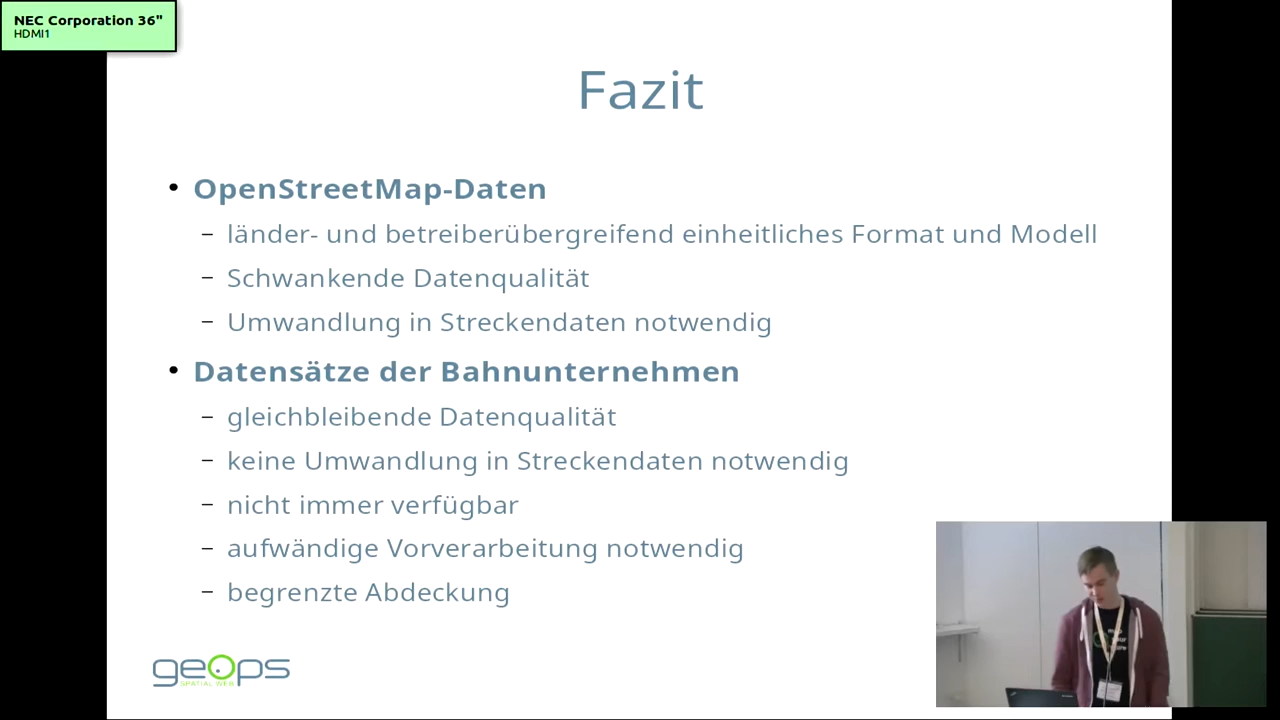 NEC Corporation 36"
HDMI1
Fazit
• OpenStreetMap-Daten
– länder- und betreiberübergreifend einheitliches Format und Modell
– Schwankende Datenqualität
– Umwandlung in Streckendaten notwendig
• Datensätze der Bahnunternehmen
– gleichbleibende Datenqualität
– keine Umwandlung in Streckendaten notwendig
– nicht immer verfügbar
– aufwändige Vorverarbeitung notwendig
– begrenzte Abdeckung
geOps
SPATIAL WEB